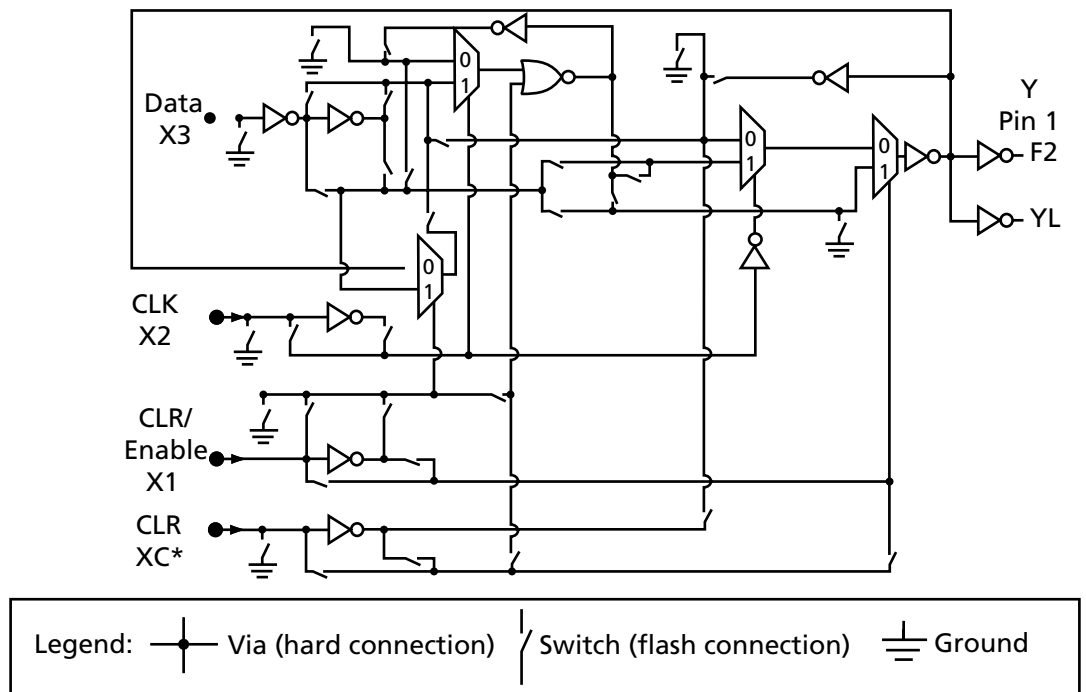 0
1
Data
X3
Y
Pin 1
F2
0
1
0
1
YL
0
1
CLK
X2
CLR/
Enable
X1
CLR
XC*
Legend:
Via (hard connection)
Switch (flash connection)
Ground